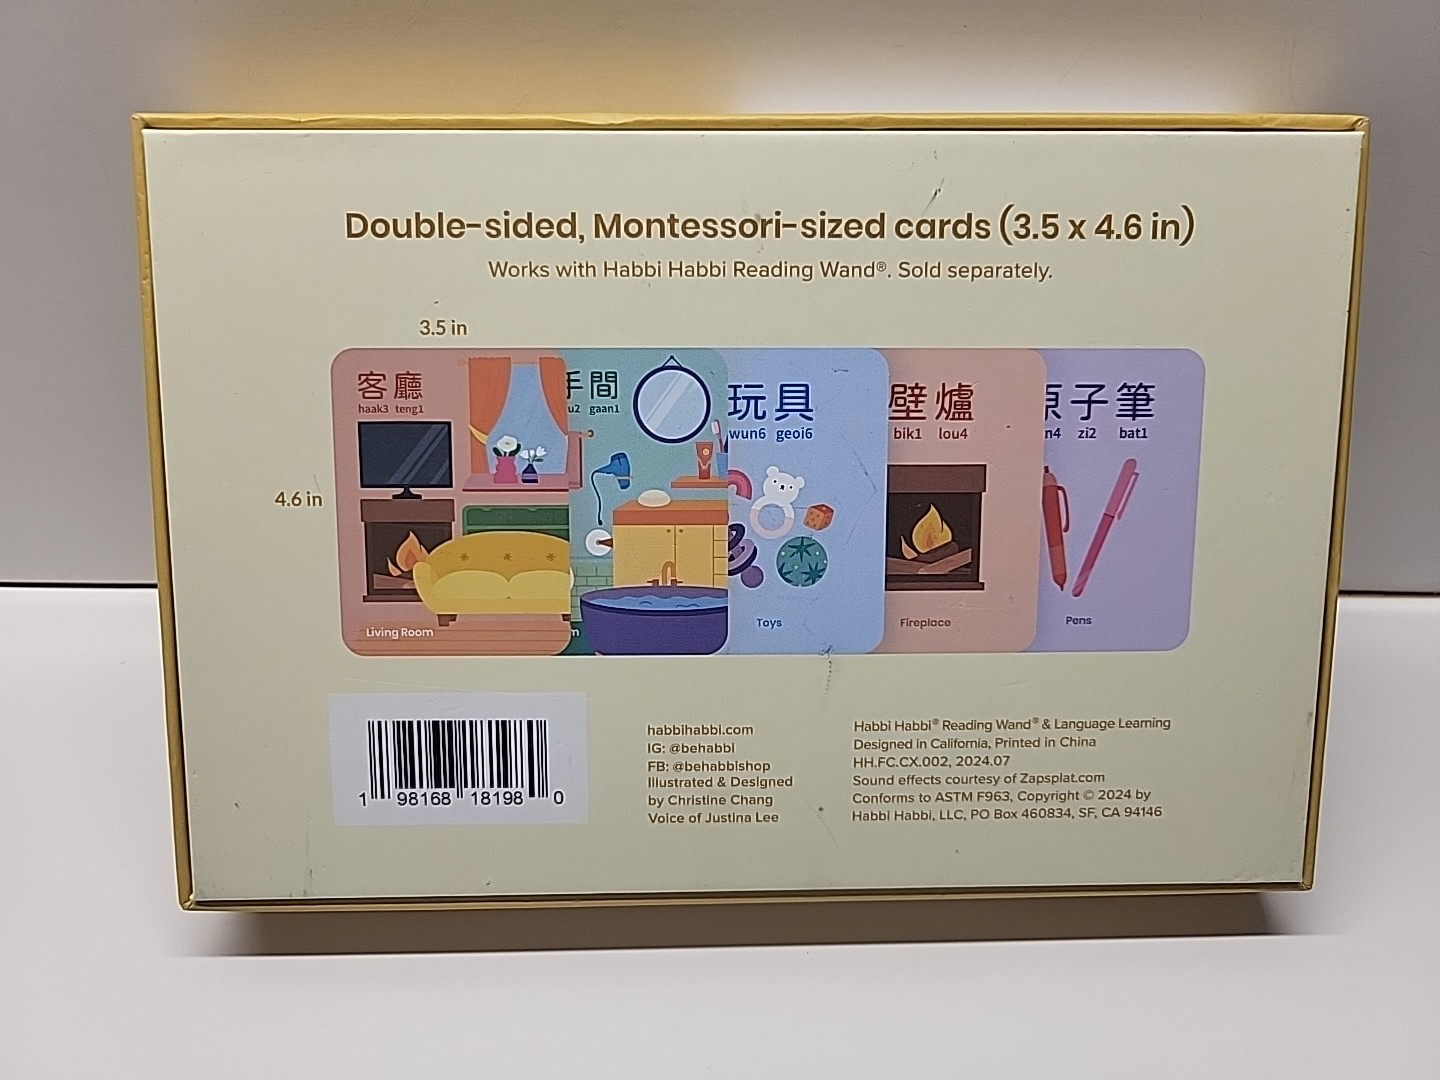 Double-sided, Montessori-sized cards (3.5 x 4.6 in)
Works with Habbi Habbi Reading Wand®. Sold separately.
3.5 in
4.6 in
客廳
haak3 teng1
Living Room
手間
gaan1
玩具
wun6 geoi6
Toys
壁爐
bik1 lou4
Fireplace
子筆
zi2 bat1
Pens
1 98168 18198 0
habbihabbi.com
IG: @behabbi
FB: @behabbishop
Illustrated & Designed
by Christine Chang
Voice of Justina Lee
Habbi Habbi® Reading Wand® & Language Learning
Designed in California, Printed in China
HH.FC.CX.002, 2024.07
Sound effects courtesy of Zapsplat.com
Conforms to ASTM F963, Copyright © 2024 by
Habbi Habbi, LLC, PO Box 460834, SF, CA 94146